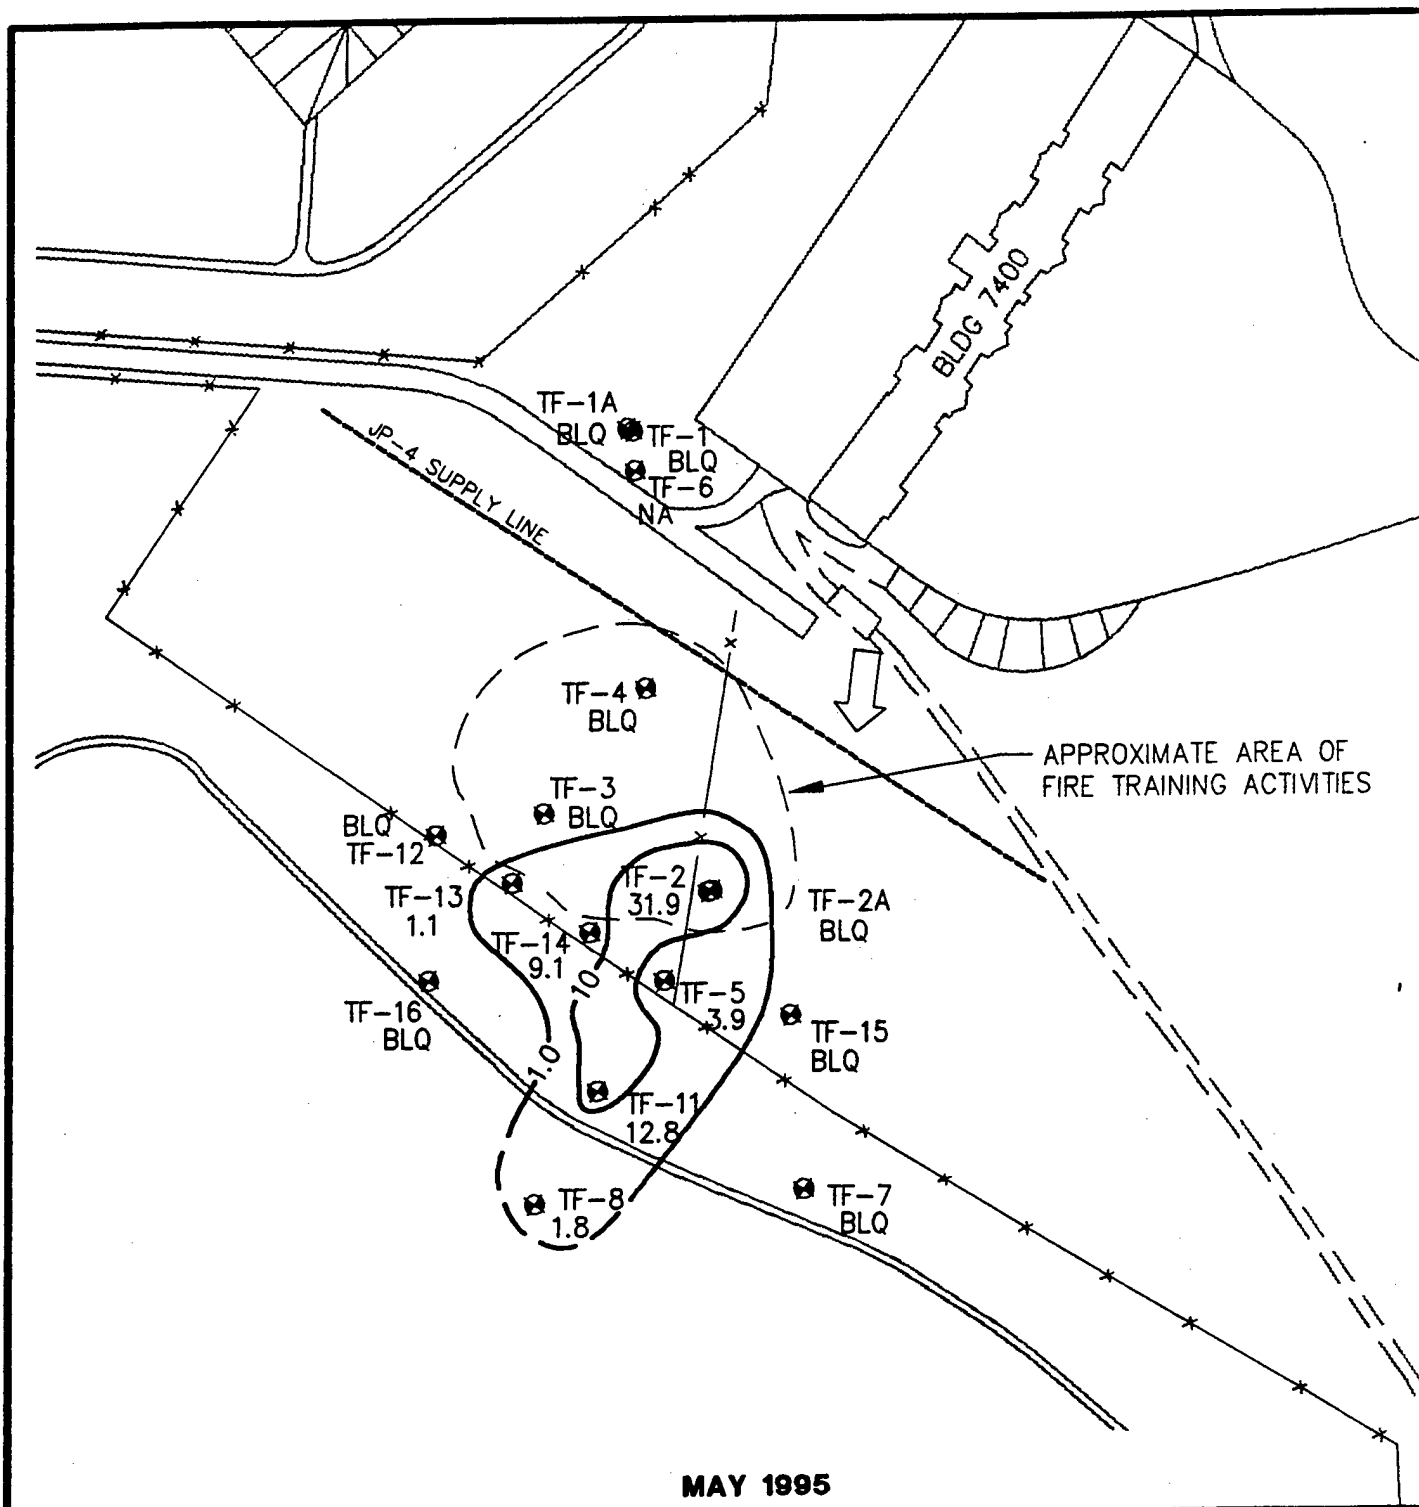 BLDG 7400
TF-1A
BLQ
TF-1
BLQ
TF-6
NA
JP-4 SUPPLY LINE
TF-4
BLQ
APPROXIMATE AREA OF
FIRE TRAINING ACTIVITIES
TF-3
BLQ
BLQ
TF-12
TF-13
1.1
TF-2
31.9
TF-2A
BLQ
TF-14
9.1
10
TF-5
3.9
TF-16
BLQ
TF-15
BLQ
1.0
TF-11
12.8
TF-8
1.8
TF-7
BLQ
MAY 1995